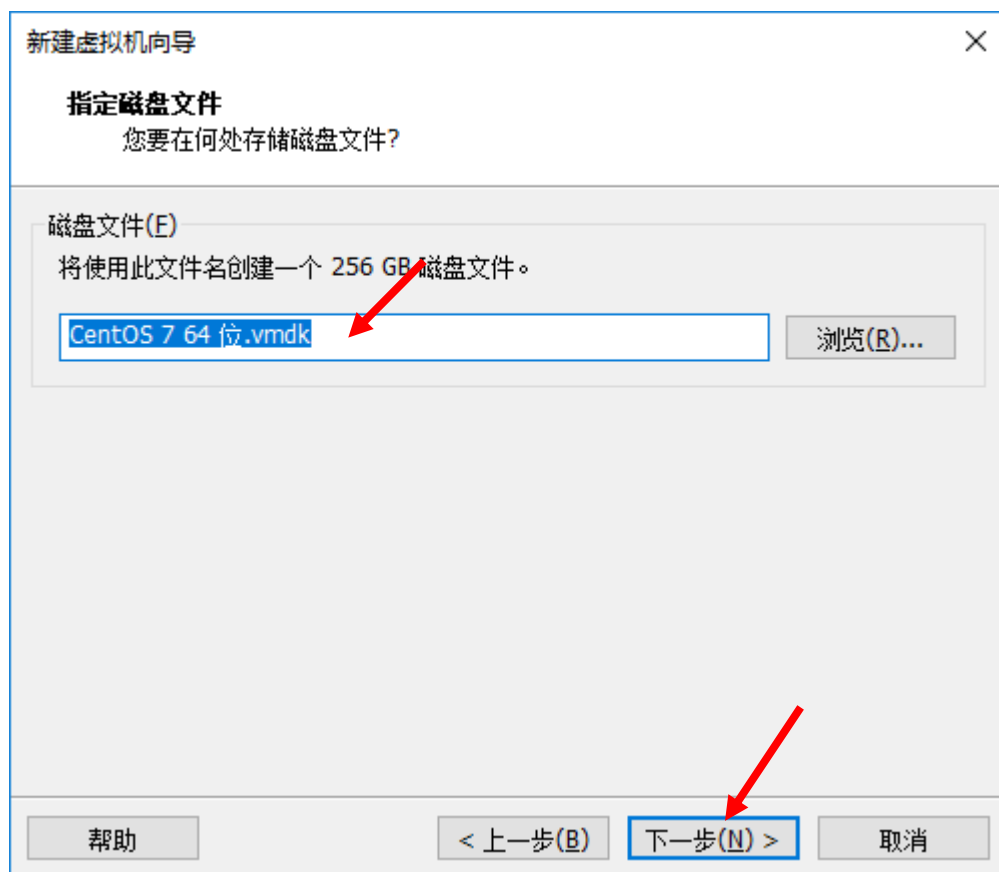 新建虚拟机向导
指定磁盘文件
您要在何处存储磁盘文件?
磁盘文件(F)
将使用此文件名创建一个 256 GB 磁盘文件。
CentOS 7 64 位.vmdk
浏览(R)...
帮助
< 上一步(B)
下一步(N) >
取消